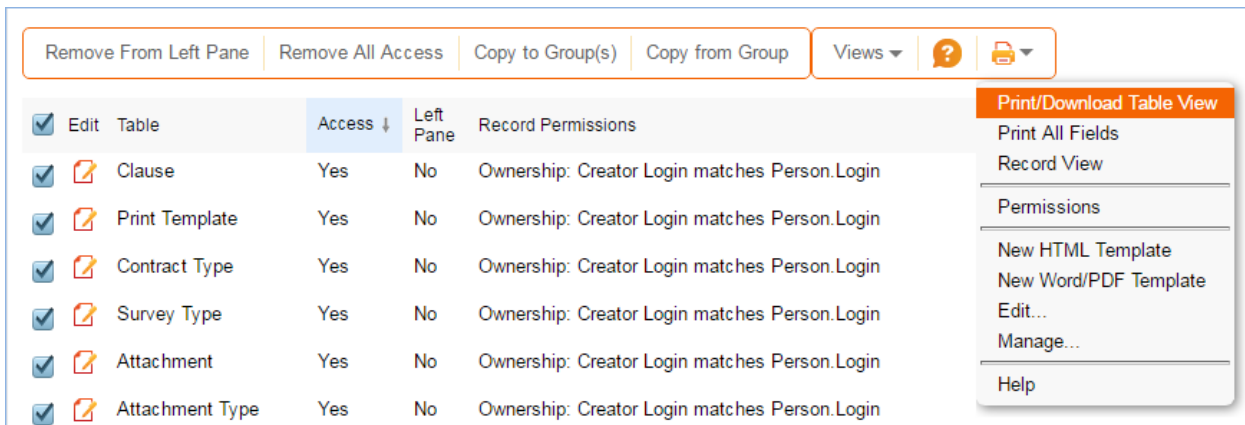 Remove From Left Pane Remove All Access Copy to Group(s) Copy from Group Views ?
Print/Download Table View
Print All Fields
Record View
Permissions
New HTML Template
New Word/PDF Template
Edit...
Manage...
Help
Edit Table Access ↓ Left Pane Record Permissions
Clause Yes No Ownership: Creator Login matches Person.Login
Print Template Yes No Ownership: Creator Login matches Person.Login
Contract Type Yes No Ownership: Creator Login matches Person.Login
Survey Type Yes No Ownership: Creator Login matches Person.Login
Attachment Yes No Ownership: Creator Login matches Person.Login
Attachment Type Yes No Ownership: Creator Login matches Person.Login